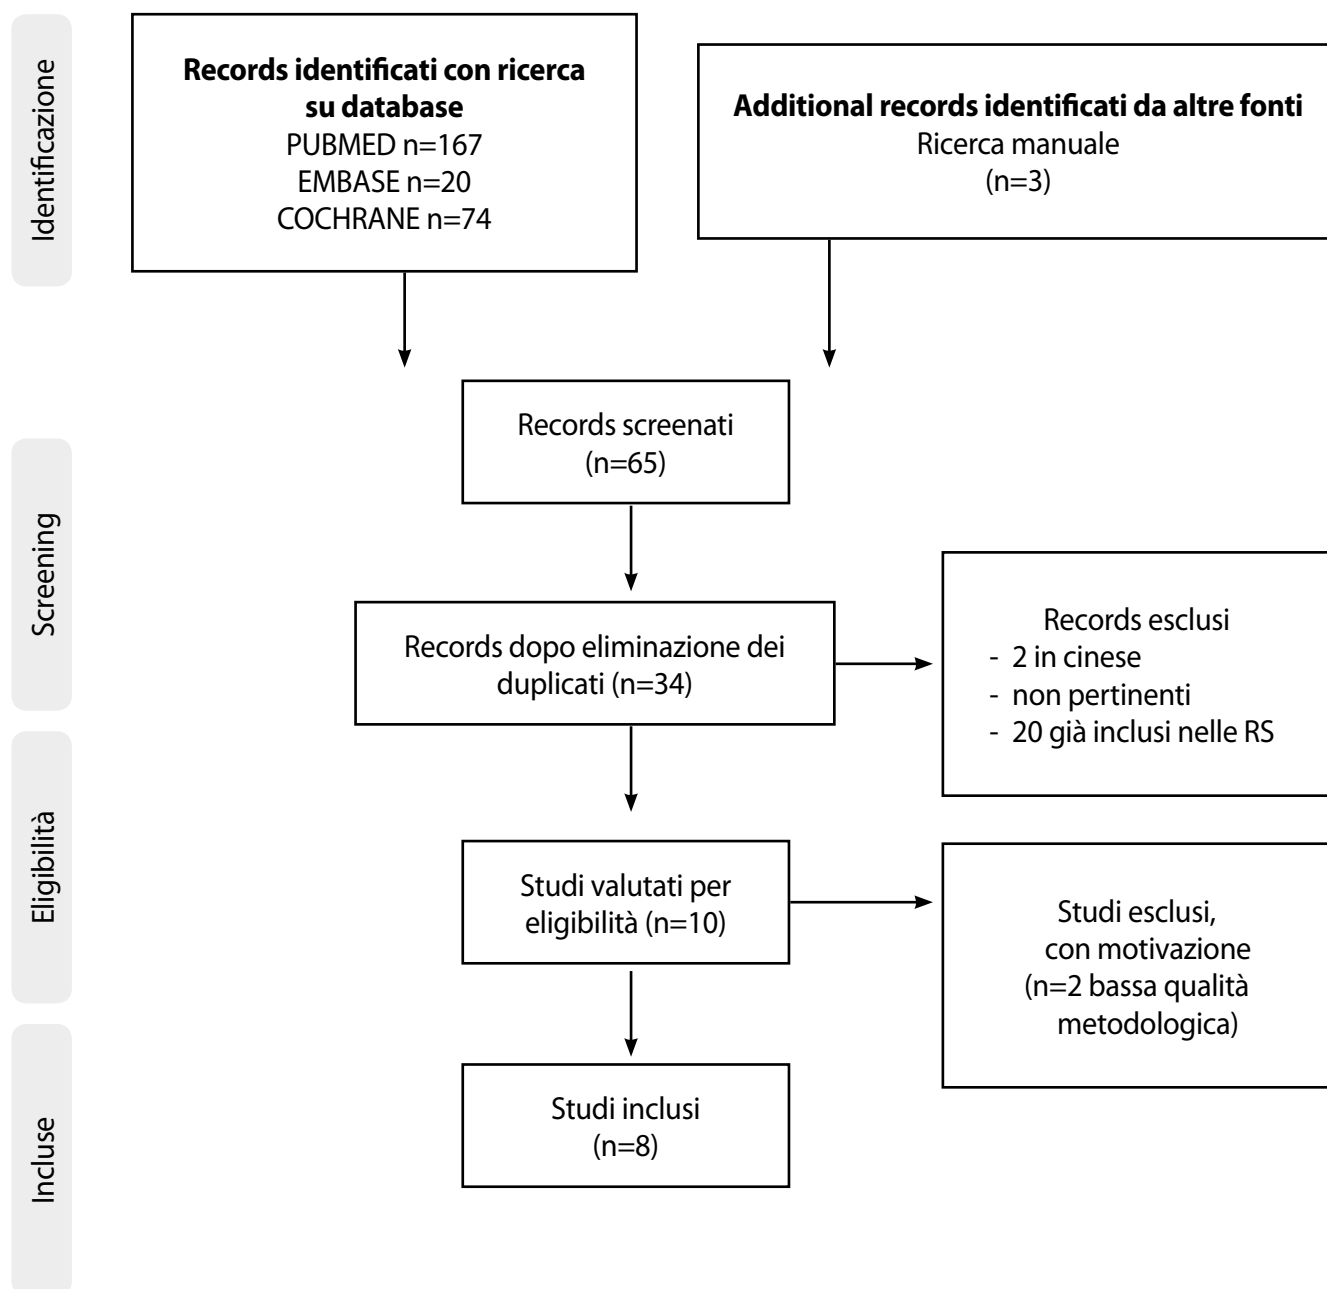 Identificazione
Records identificati con ricerca
su database
PUBMED n=167
EMBASE n=20
COCHRANE n=74
Additional records identificati da altre fonti
Ricerca manuale
(n=3)
Screening
Records screenati
(n=65)
Records dopo eliminazione dei
duplicati (n=34)
Records esclusi
- 2 in cinese
- non pertinenti
- 20 già inclusi nelle RS
Eligibilità
Studi valutati per
eligibilità (n=10)
Studi esclusi,
con motivazione
(n=2 bassa qualità
metodologica)
Incluse
Studi inclusi
(n=8)